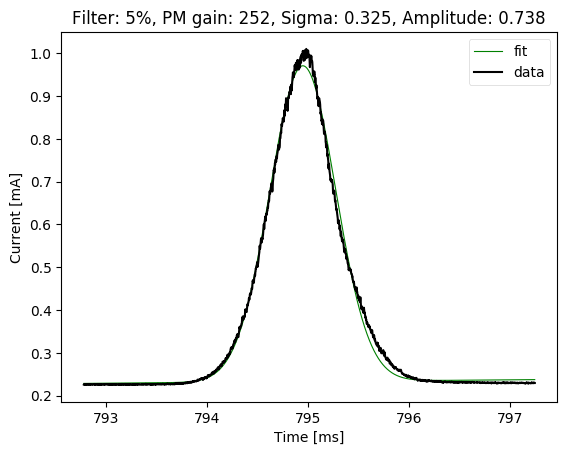 Filter: 5%, PM gain: 252, Sigma: 0.325, Amplitude: 0.738
fit
data
1.0
0.9
0.8
0.7
0.6
0.5
0.4
0.3
0.2
Current [mA]
793 794 795 796 797
Time [ms]